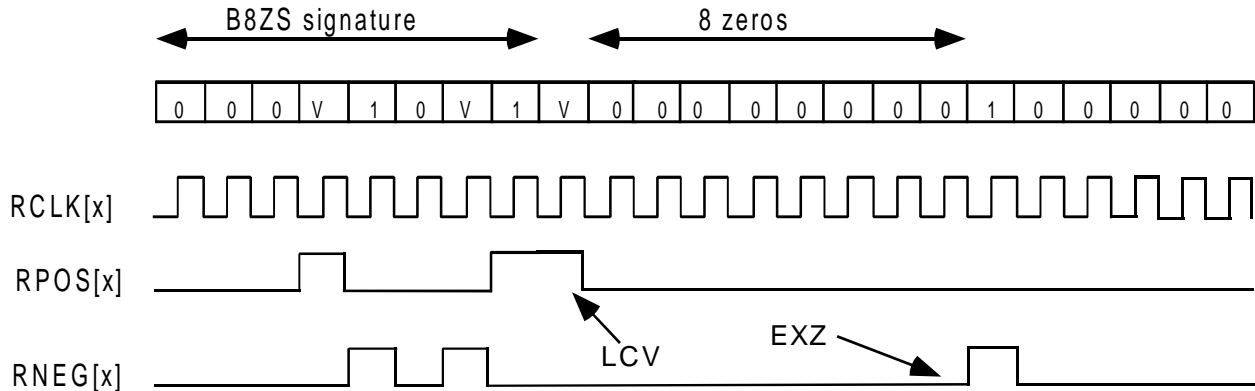 B8ZS signature 8 zeros
0 0 0 V 1 0 V 1 V 0 0 0 0 0 0 0 0 1 0 0 0 0 0
RCLK[x]
RPOS[x]
LCV
EXZ
RNEG[x]